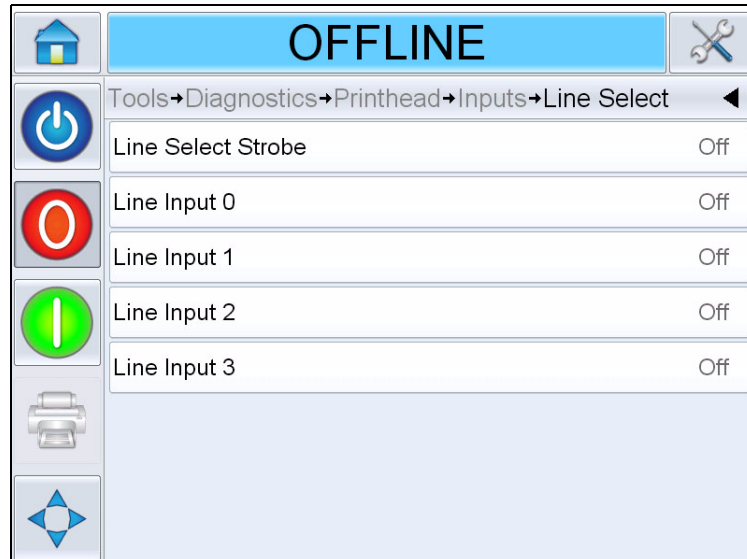 OFFLINE
Tools→Diagnostics→Printhead→Inputs→Line Select
Line Select Strobe Off
Line Input 0 Off
Line Input 1 Off
Line Input 2 Off
Line Input 3 Off